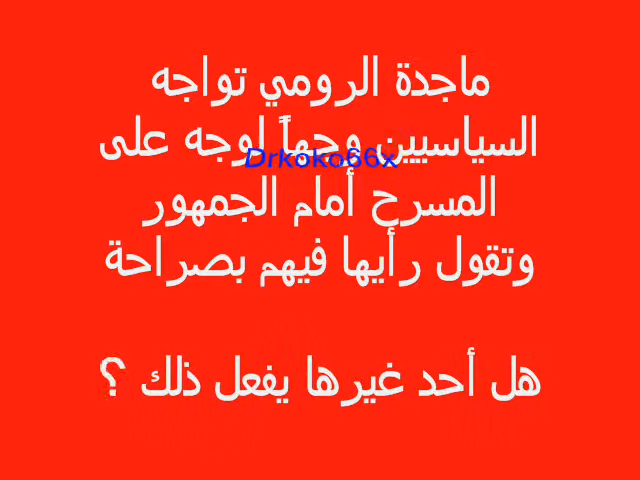 ماجدة الرومي تواجه
السياسيين وجهاً لوجه على
Drkoko66x
المسرح أمام الجمهور
وتقول رأيها فيهم بصراحة
هل أحد غيرها يفعل ذلك ؟